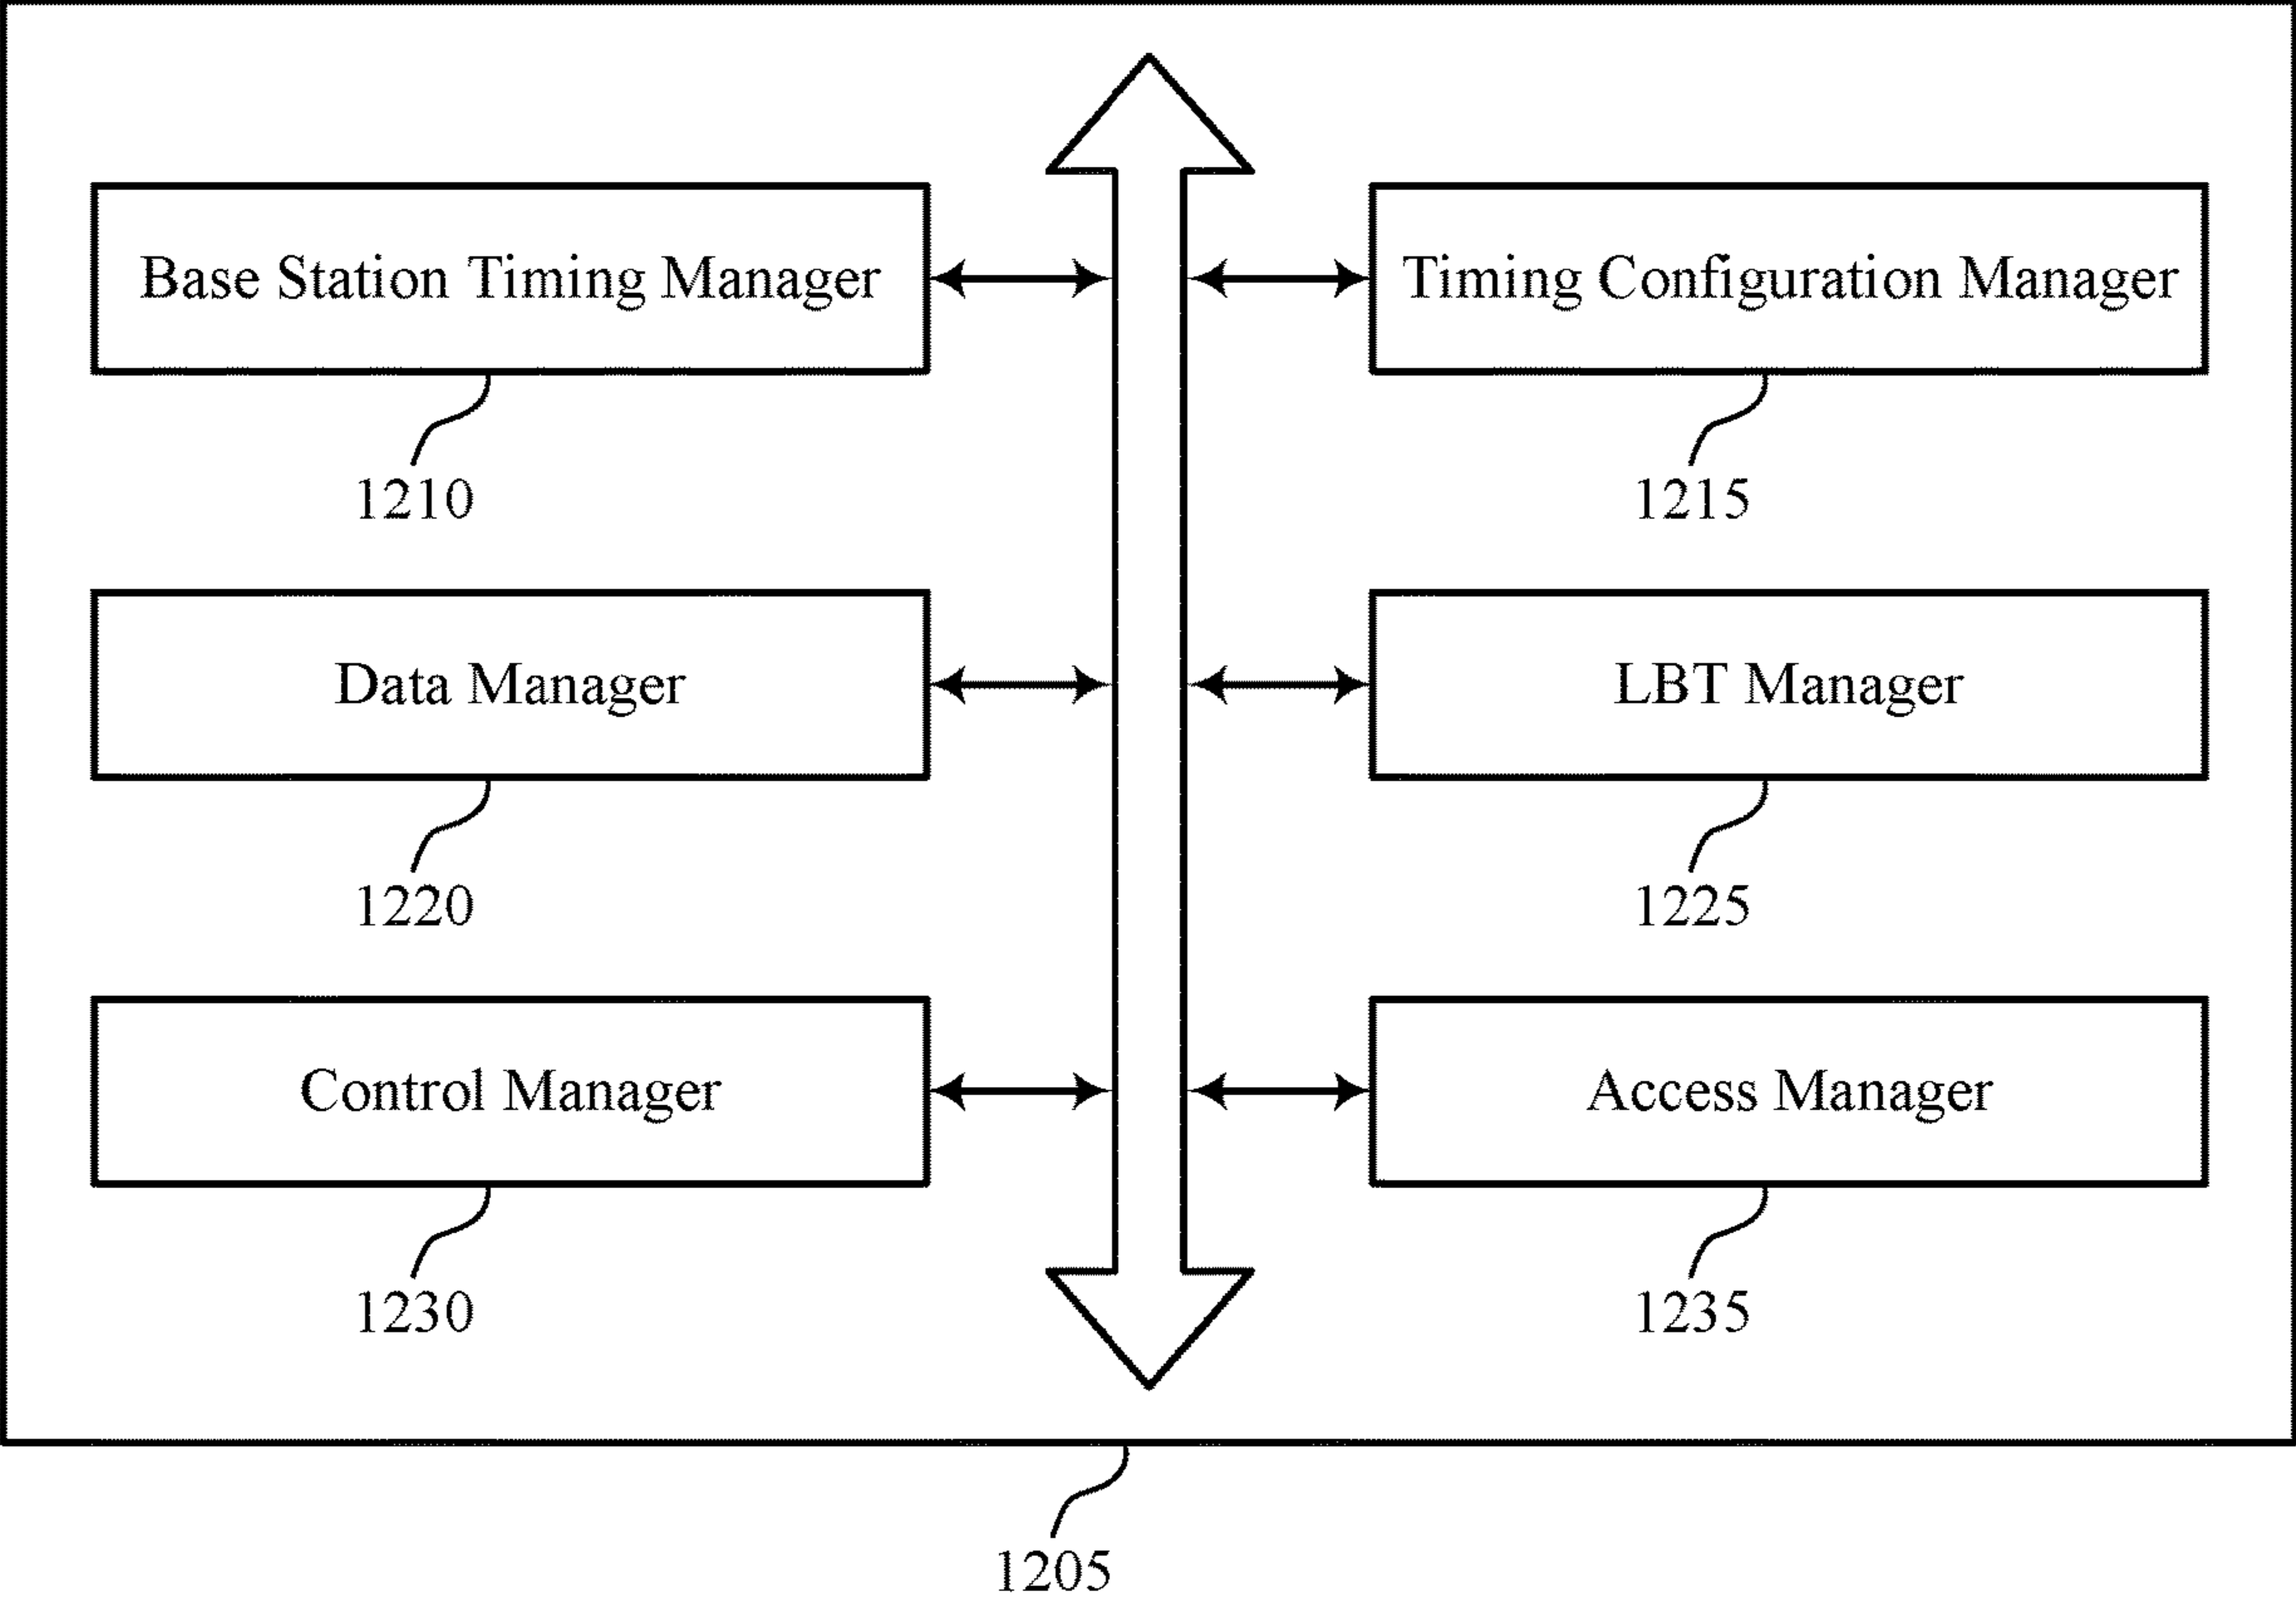 Base Station Timing Manager
Timing Configuration Manager
1210
1215
Data Manager
LBT Manager
1220
1225
Control Manager
Access Manager
1230
1235
1205